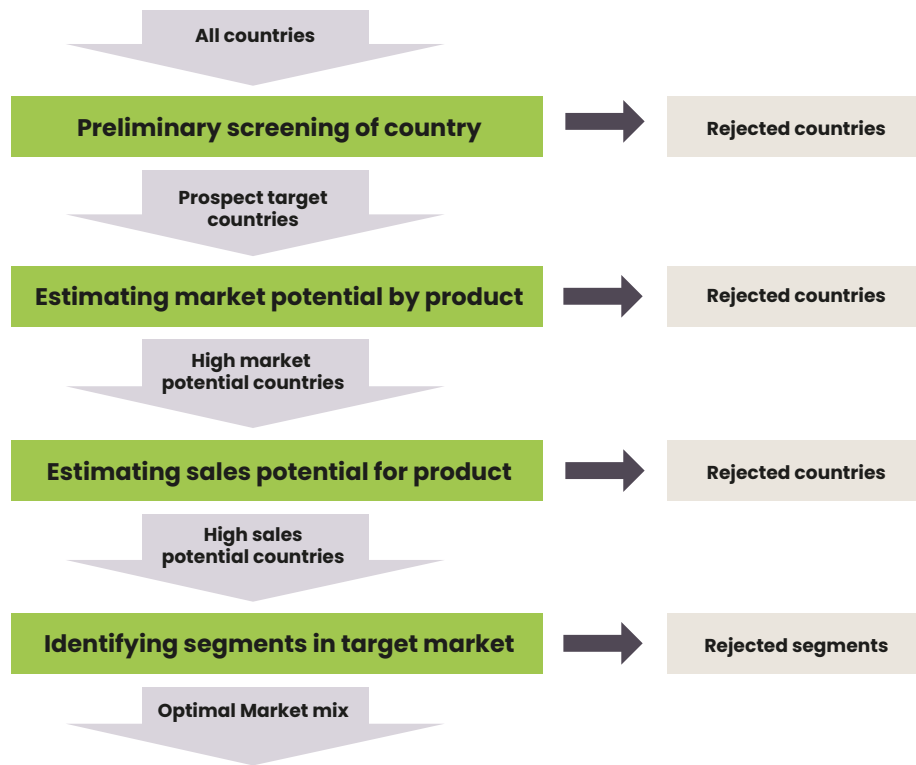 All countries
Preliminary screening of country
Rejected countries
Prospect target
countries
Estimating market potential by product
Rejected countries
High market
potential countries
Estimating sales potential for product
Rejected countries
High sales
potential countries
Identifying segments in target market
Rejected segments
Optimal Market mix